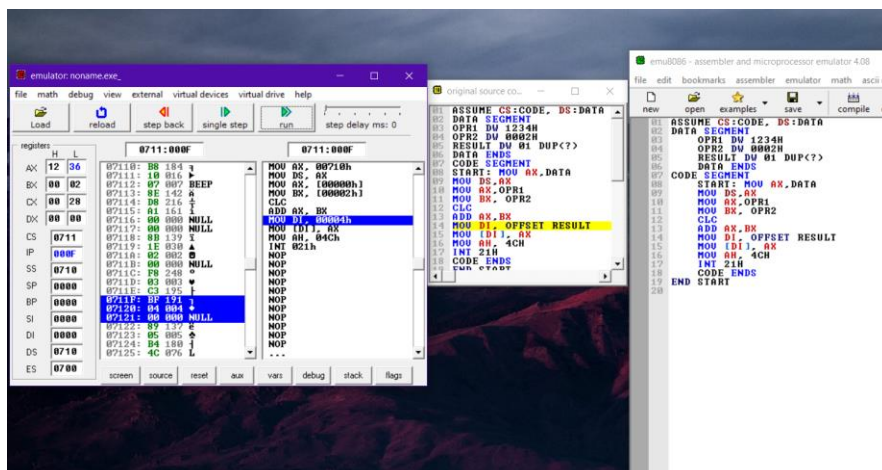 emulator: noname.exe_
file math debug view external virtual devices virtual drive help
Load reload step back single step run step delay ms: 0
registers 0711:000F 0711:000F
H L
AX 12 36
BX 00 02
CX 00 28
DX 00 00
CS 0711
IP 000F
SS 0710
SP 0000
BP 0000
SI 0000
DI 0000
DS 0710
ES 0700
07110: B8 184 ╕
07111: 10 016 ►
07112: 07 007 BEEP
07113: 8E 142
07114: D8 216 ╪
07115: A1 161 í
07116: 00 000 NULL
07117: 00 000 NULL
07118: 8B 139
07119: 1E 030 ▲
0711A: 02 002
0711B: 00 000 NULL
0711C: F8 248 °
0711D: 03 003 ♥
0711E: C3 195 ├
0711F: BF 191 ┐
07120: 04 004 ♦
07121: 00 000 NULL
07122: 89 137 ë
07123: 05 005 ♣
07124: B4 180 ┤
07125: 4C 076 L
MOV AX, 00710h
MOV DS, AX
MOV AX, [00000h]
MOV BX, [00002h]
CLC
ADD AX, BX
MOV DI, 00004h
MOV [DI], AX
MOV AH, 04Ch
INT 021h
NOP
NOP
NOP
NOP
NOP
NOP
NOP
NOP
NOP
NOP
NOP
...
screen source reset aux vars debug stack flags
original source co...
01 ASSUME CS:CODE, DS:DATA
02 DATA SEGMENT
03 OPR1 DW 1234H
04 OPR2 DW 0002H
05 RESULT DW 01 DUP(?)
06 DATA ENDS
07 CODE SEGMENT
08 START: MOV AX,DATA
09 MOV DS,AX
10 MOV AX,OPR1
11 MOV BX, OPR2
12 CLC
13 ADD AX,BX
14 MOV DI, OFFSET RESULT
15 MOV [DI], AX
16 MOV AH, 4CH
17 INT 21H
18 CODE ENDS
19 END START
emu8086 - assembler and microprocessor emulator 4.08
file edit bookmarks assembler emulator math ascii
new open examples save compile
01 ASSUME CS:CODE, DS:DATA
02 DATA SEGMENT
03 OPR1 DW 1234H
04 OPR2 DW 0002H
05 RESULT DW 01 DUP(?)
06 DATA ENDS
07 CODE SEGMENT
08 START: MOV AX,DATA
09 MOV DS,AX
10 MOV AX,OPR1
11 MOV BX, OPR2
12 CLC
13 ADD AX,BX
14 MOV DI, OFFSET RESULT
15 MOV [DI], AX
16 MOV AH, 4CH
17 INT 21H
18 CODE ENDS
19 END START
20